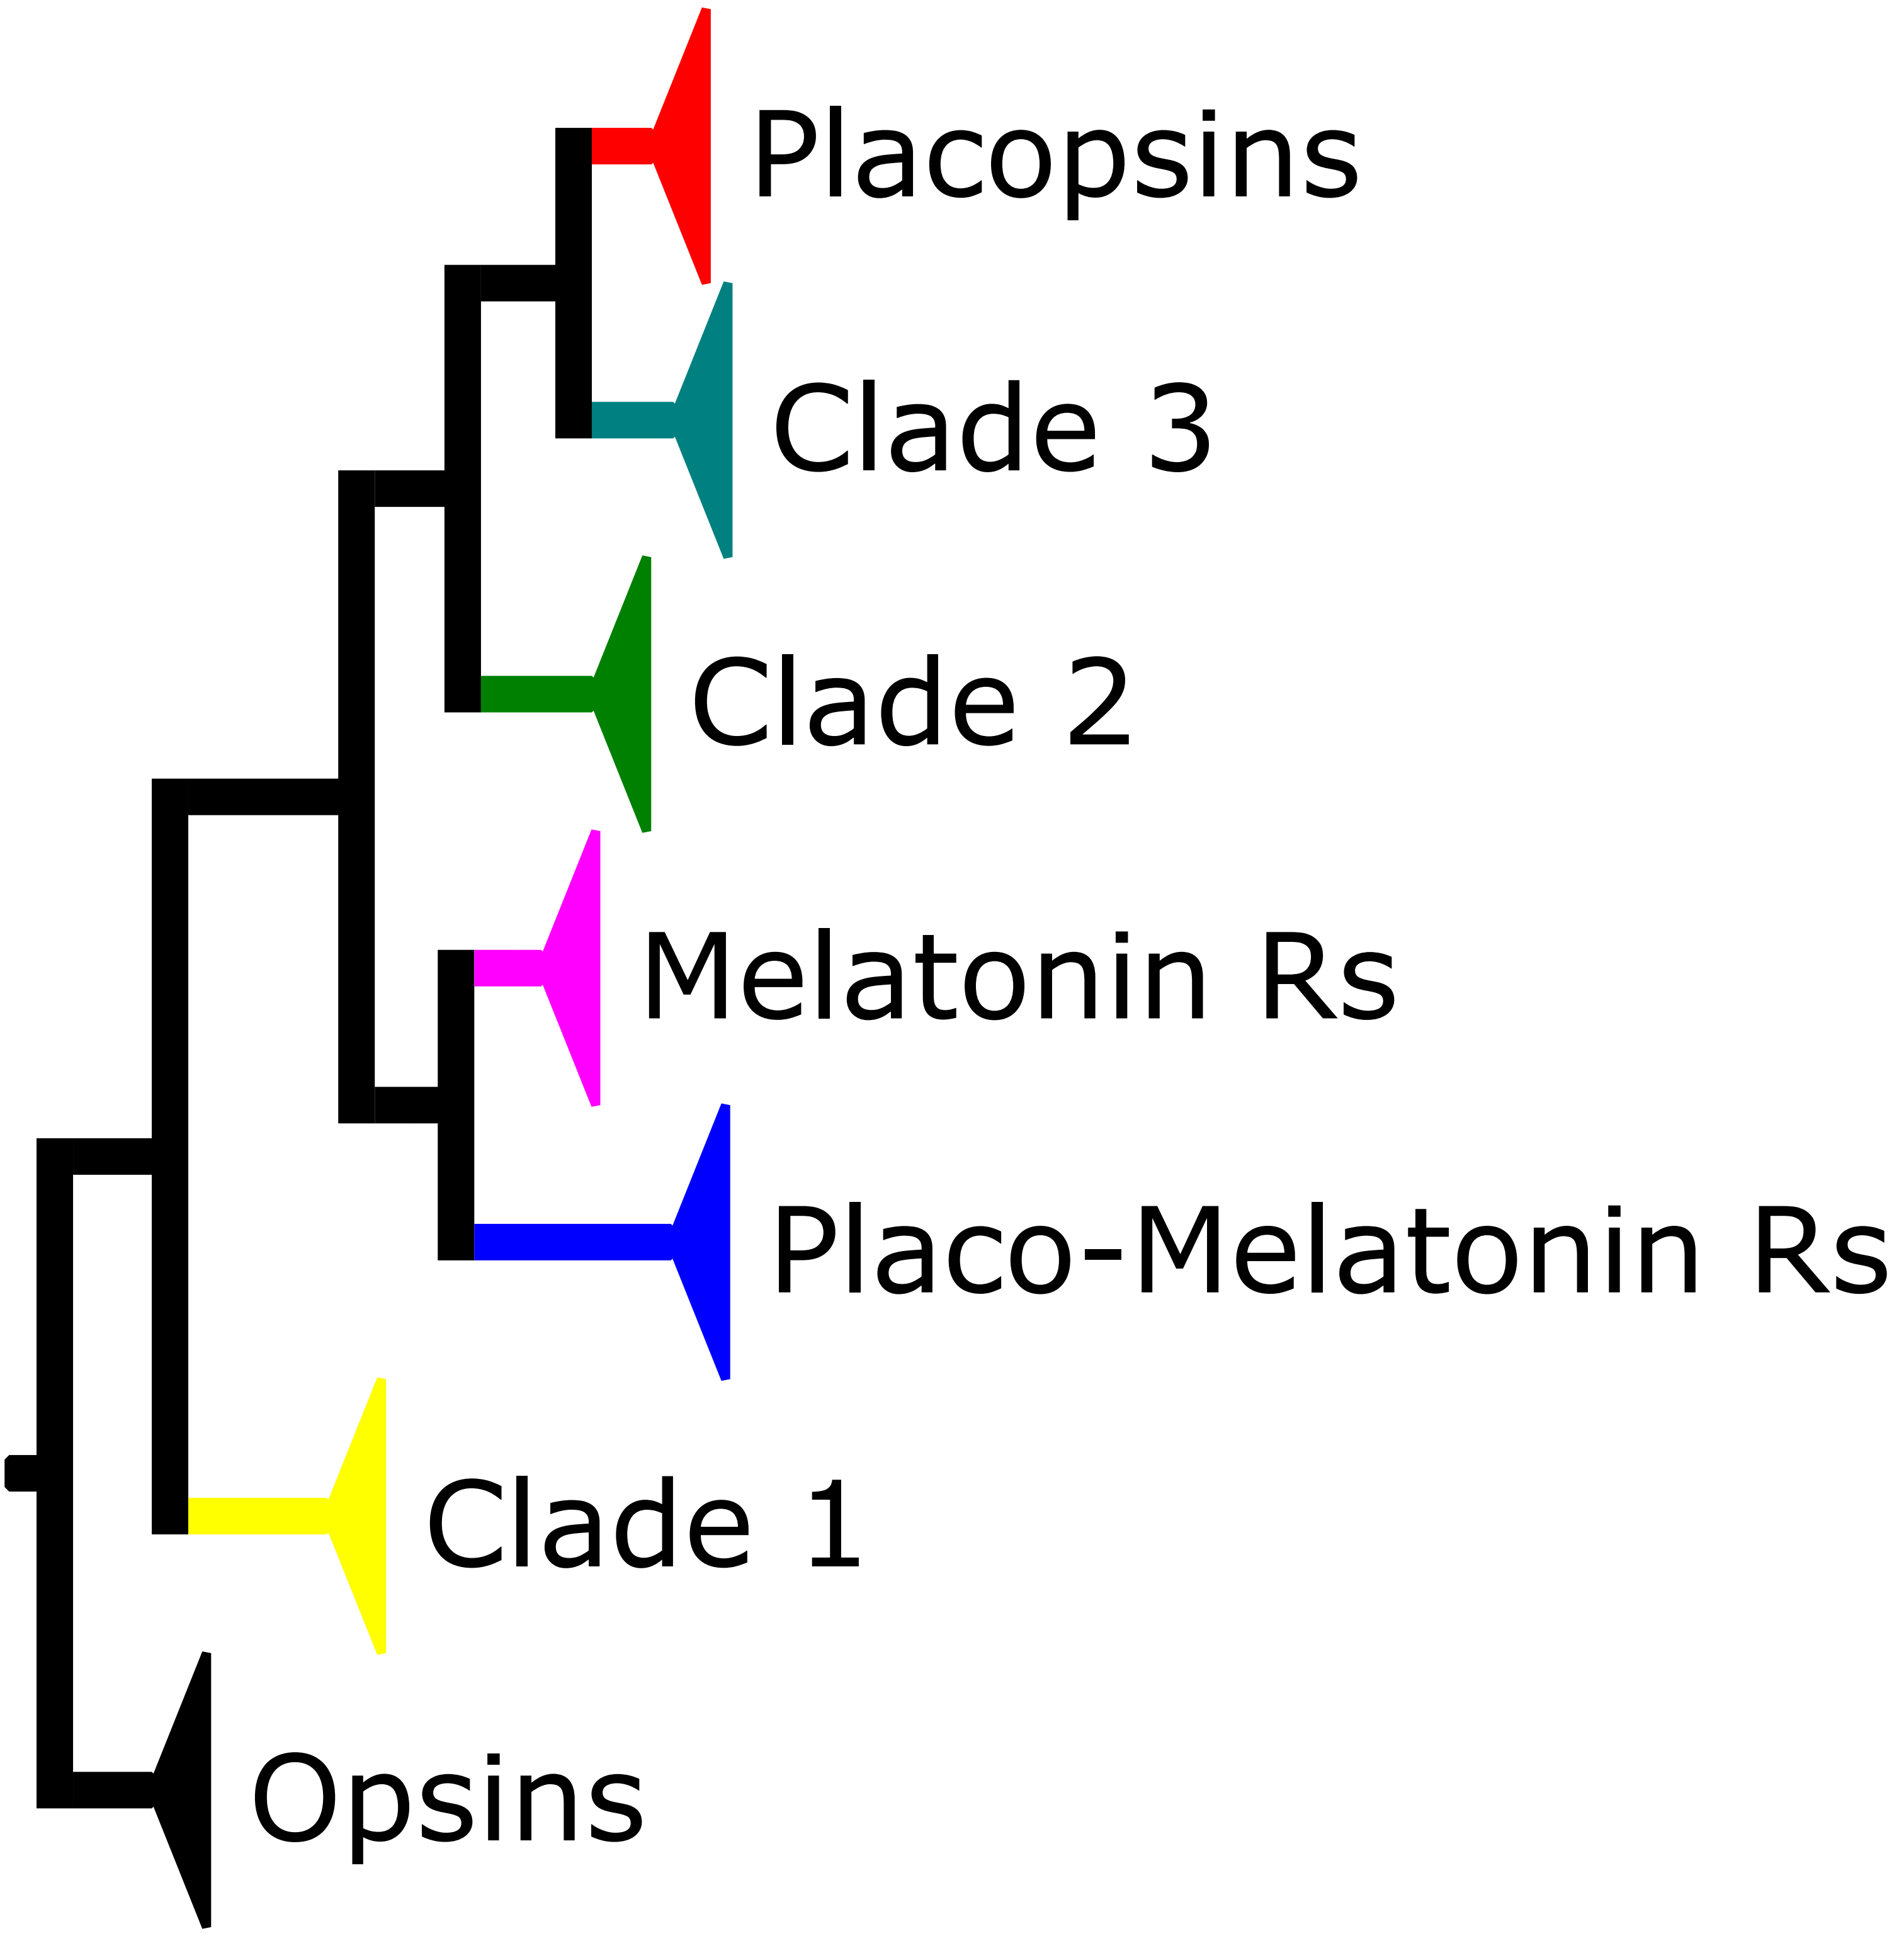 Placopsins
Clade 3
Clade 2
Melatonin Rs
Placo-Melatonin Rs
Clade 1
Opsins